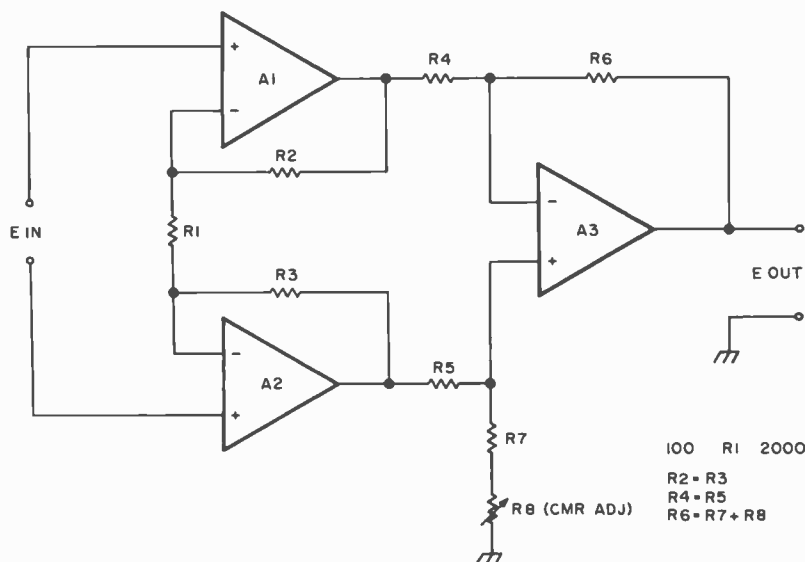 R4
R6
+
A1
-
R2
E IN
R1
-
A3
+
E OUT
R3
-
A2
+
R5
R7
R8 (CMR ADJ)
100 R1 2000
R2=R3
R4=R5
R6=R7+R8